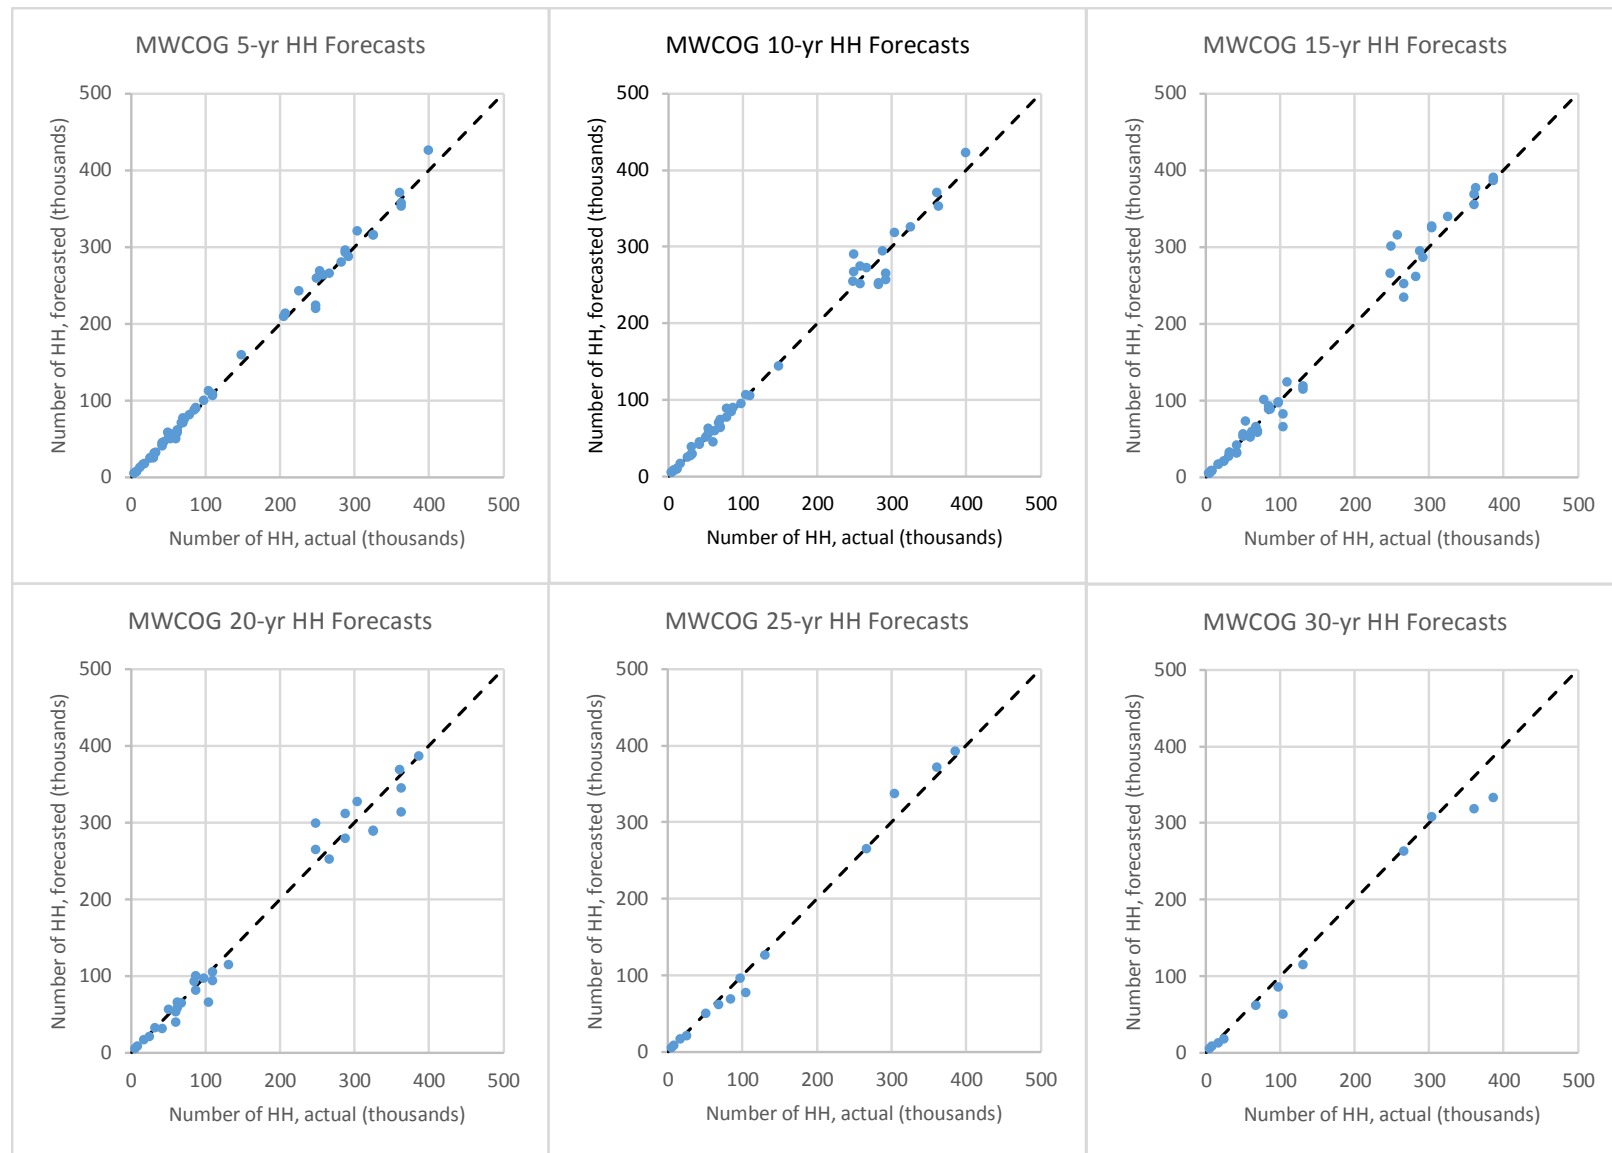 MWCOG 5-yr HH Forecasts
Number of HH, forecasted (thousands)
500
400
300
200
100
0
0 100 200 300 400 500
Number of HH, actual (thousands)
MWCOG 10-yr HH Forecasts
Number of HH, forecasted (thousands)
500
400
300
200
100
0
0 100 200 300 400 500
Number of HH, actual (thousands)
MWCOG 15-yr HH Forecasts
Number of HH, forecasted (thousands)
500
400
300
200
100
0
0 100 200 300 400 500
Number of HH, actual (thousands)
MWCOG 20-yr HH Forecasts
Number of HH, forecasted (thousands)
500
400
300
200
100
0
0 100 200 300 400 500
Number of HH, actual (thousands)
MWCOG 25-yr HH Forecasts
Number of HH, forecasted (thousands)
500
400
300
200
100
0
0 100 200 300 400 500
Number of HH, actual (thousands)
MWCOG 30-yr HH Forecasts
Number of HH, forecasted (thousands)
500
400
300
200
100
0
0 100 200 300 400 500
Number of HH, actual (thousands)